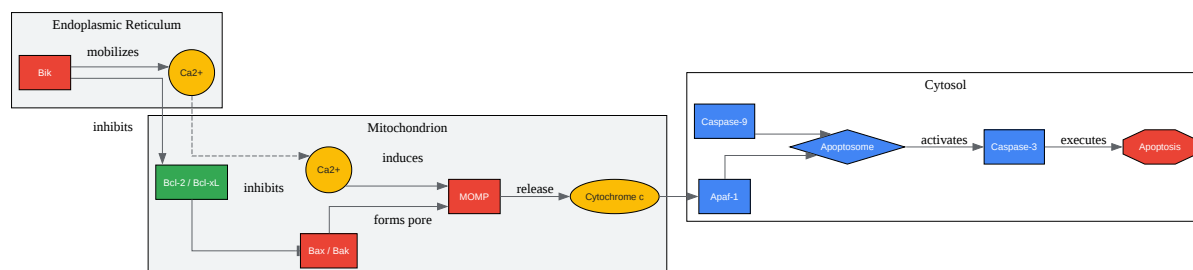 Endoplasmic Reticulum
mobilizes
Bik
Ca2+
inhibits
Mitochondrion
Bcl-2 / Bcl-xL
inhibits
Ca2+
induces
MOMP
release
Cytochrome c
forms pore
Bax / Bak
Cytosol
Caspase-9
Apoptosome
activates
Caspase-3
executes
Apoptosis
Apaf-1